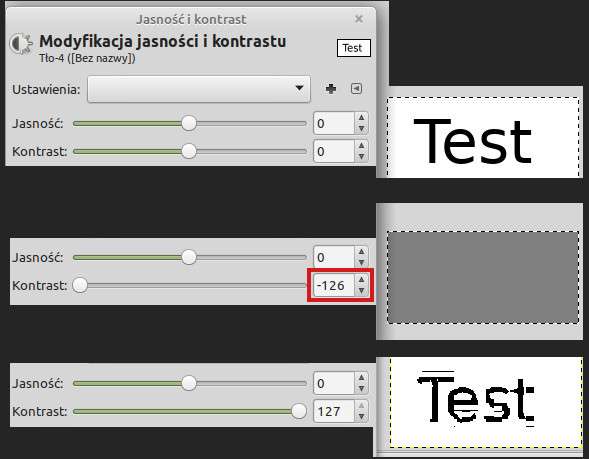 Jasność i kontrast
Modyfikacja jasności i kontrastu
Tło-4 ([Bez nazwy])
Test
Ustawienia:
Jasność: 0
Kontrast: 0
Test
Jasność: 0
Kontrast: -126
Jasność: 0
Kontrast: 127
Test